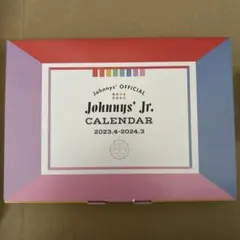 Johnnys' OFFICIAL
Johnnys' Jr.
CALENDAR
2023.4-2024.3